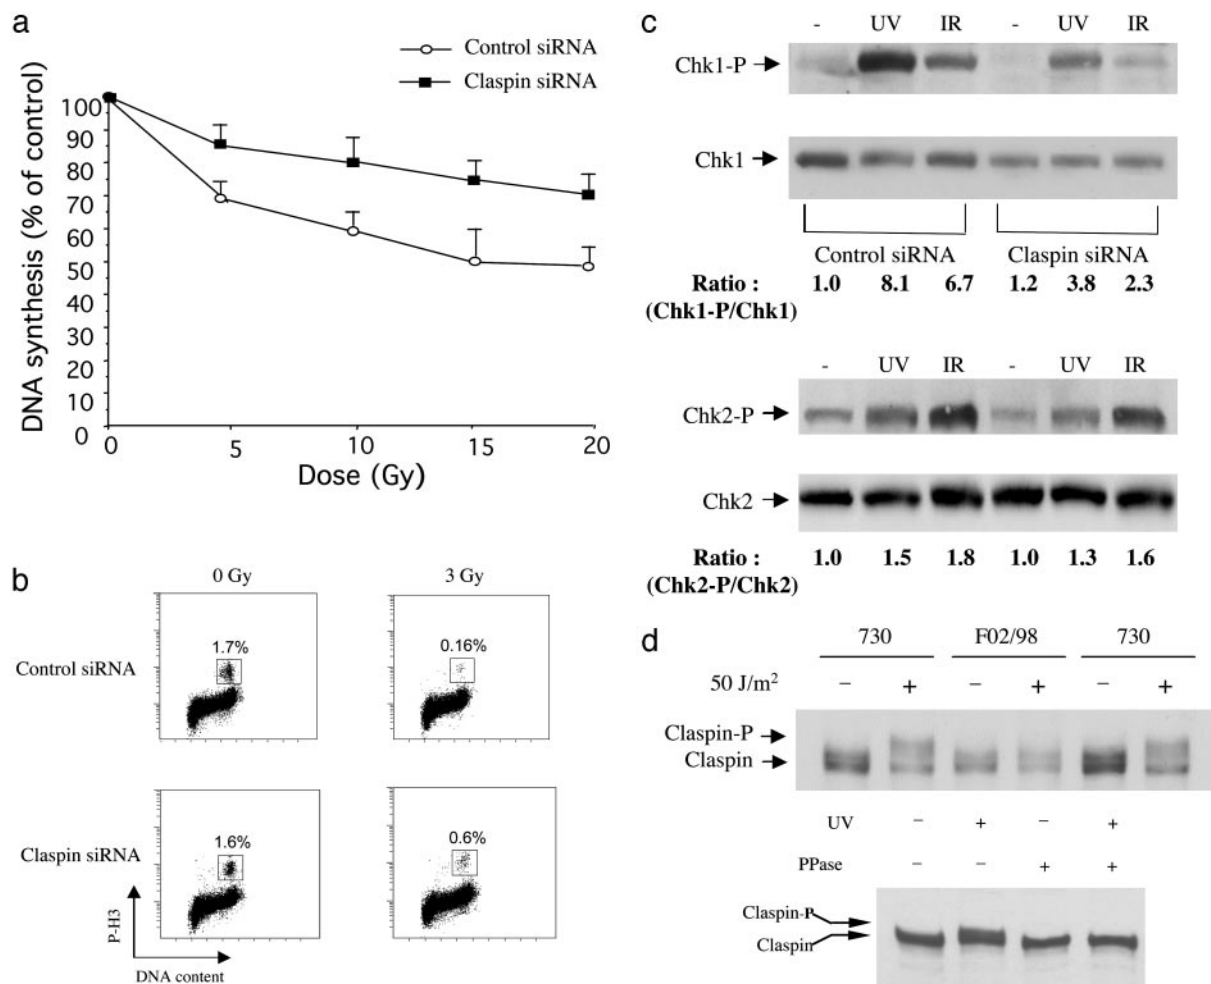 a
Control siRNA
Claspin siRNA
DNA synthesis (% of control)
100
90
80
70
60
50
40
30
20
10
0
0 5 10 15 20
Dose (Gy)
b
0 Gy 3 Gy
Control siRNA
1.7% 0.16%
Claspin siRNA
1.6% 0.6%
P-H3
DNA content
c
- UV IR - UV IR
Chk1-P
Chk1
Control siRNA Claspin siRNA
Ratio : 1.0 8.1 6.7 1.2 3.8 2.3
(Chk1-P/Chk1)
- UV IR - UV IR
Chk2-P
Chk2
Ratio : 1.0 1.5 1.8 1.0 1.3 1.6
(Chk2-P/Chk2)
d
730 F02/98 730
50 J/m² − + − + − +
Claspin-P
Claspin
UV − + − +
PPase − − + +
Claspin-P
Claspin